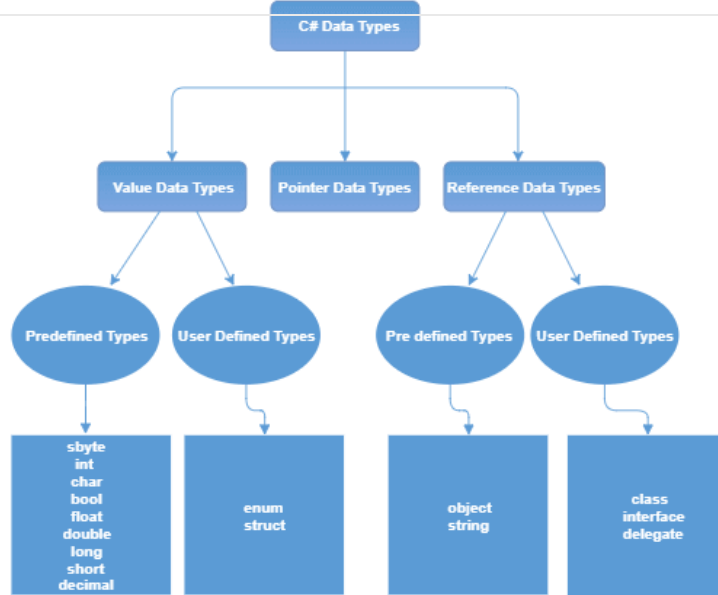 C# Data Types
Value Data Types
Pointer Data Types
Reference Data Types
Predefined Types
User Defined Types
Pre defined Types
User Defined Types
sbyte
int
char
bool
float
double
long
short
decimal
enum
struct
object
string
class
interface
delegate